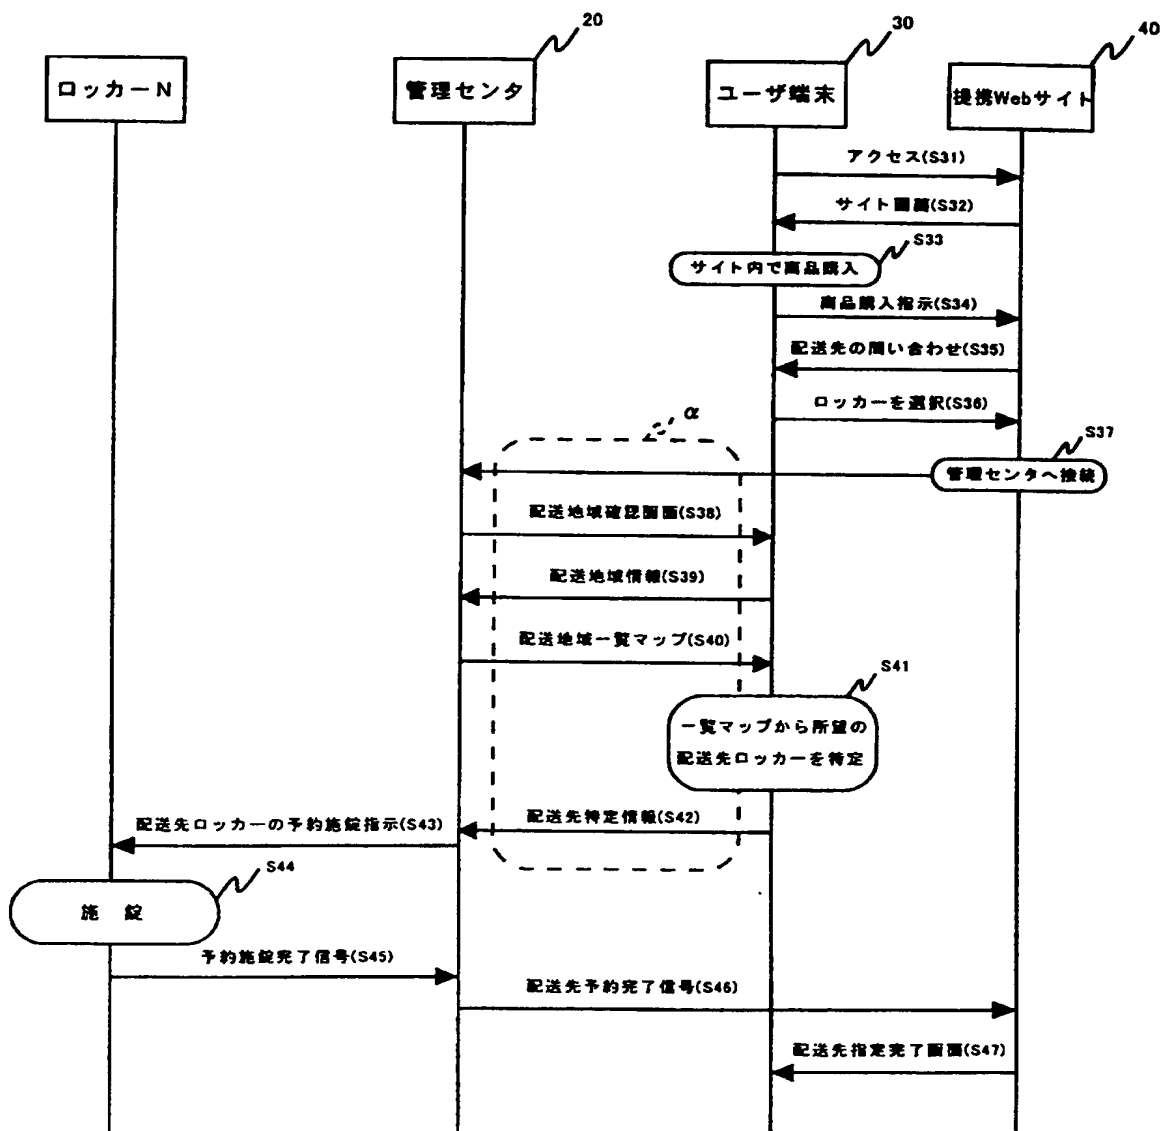 20
30
40
ロッカーN
管理センタ
ユーザ端末
提携Webサイト
アクセス(S31)
サイト画面(S32)
S33
サイト内で商品購入
商品購入指示(S34)
配送先の問い合わせ(S35)
ロッカーを選択(S36)
α
S37
管理センタへ接続
配送地域確認画面(S38)
配送地域情報(S39)
配送地域一覧マップ(S40)
S41
一覧マップから所望の
配送先ロッカーを特定
配送先特定情報(S42)
配送先ロッカーの予約施錠指示(S43)
S44
施 錠
予約施錠完了信号(S45)
配送先予約完了信号(S46)
配送先指定完了画面(S47)